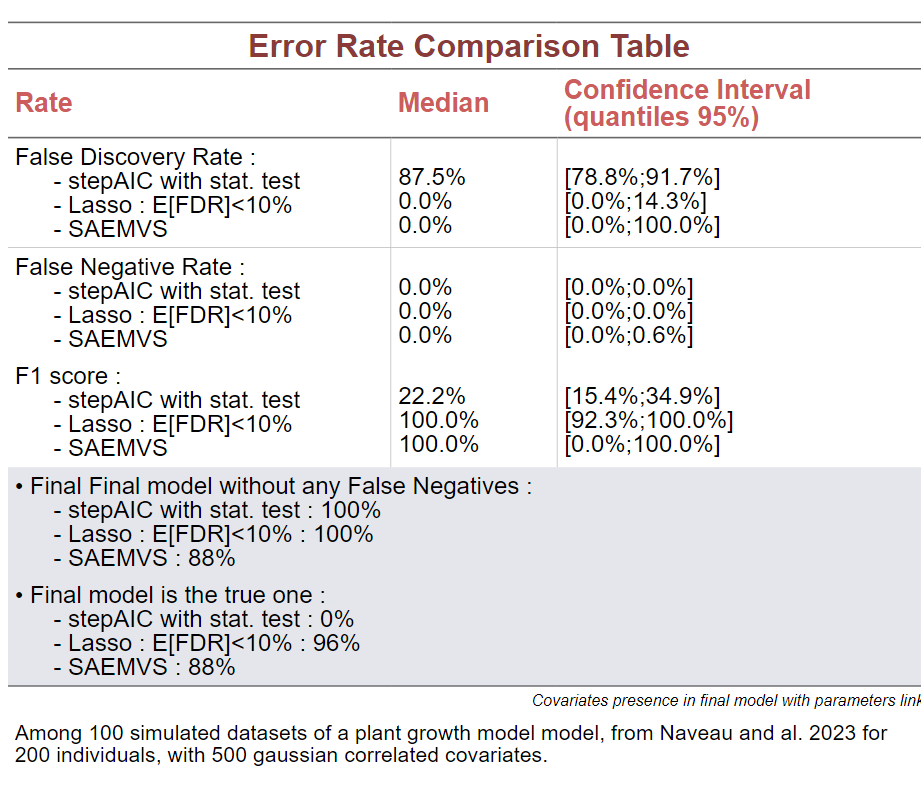 Error Rate Comparison Table
Rate Median Confidence Interval
(quantiles 95%)
False Discovery Rate :
- stepAIC with stat. test 87.5% [78.8%;91.7%]
- Lasso : E[FDR]<10% 0.0% [0.0%;14.3%]
- SAEMVS 0.0% [0.0%;100.0%]
False Negative Rate :
- stepAIC with stat. test 0.0% [0.0%;0.0%]
- Lasso : E[FDR]<10% 0.0% [0.0%;0.0%]
- SAEMVS 0.0% [0.0%;0.6%]
F1 score :
- stepAIC with stat. test 22.2% [15.4%;34.9%]
- Lasso : E[FDR]<10% 100.0% [92.3%;100.0%]
- SAEMVS 100.0% [0.0%;100.0%]
• Final Final model without any False Negatives :
- stepAIC with stat. test : 100%
- Lasso : E[FDR]<10% : 100%
- SAEMVS : 88%
• Final model is the true one :
- stepAIC with stat. test : 0%
- Lasso : E[FDR]<10% : 96%
- SAEMVS : 88%
Covariates presence in final model with parameters link
Among 100 simulated datasets of a plant growth model model, from Naveau and al. 2023 for
200 individuals, with 500 gaussian correlated covariates.